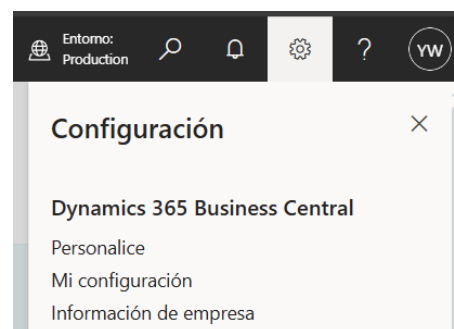 Entorno:
Production
?
YW
Configuración
Dynamics 365 Business Central
Personalice
Mi configuración
Información de empresa